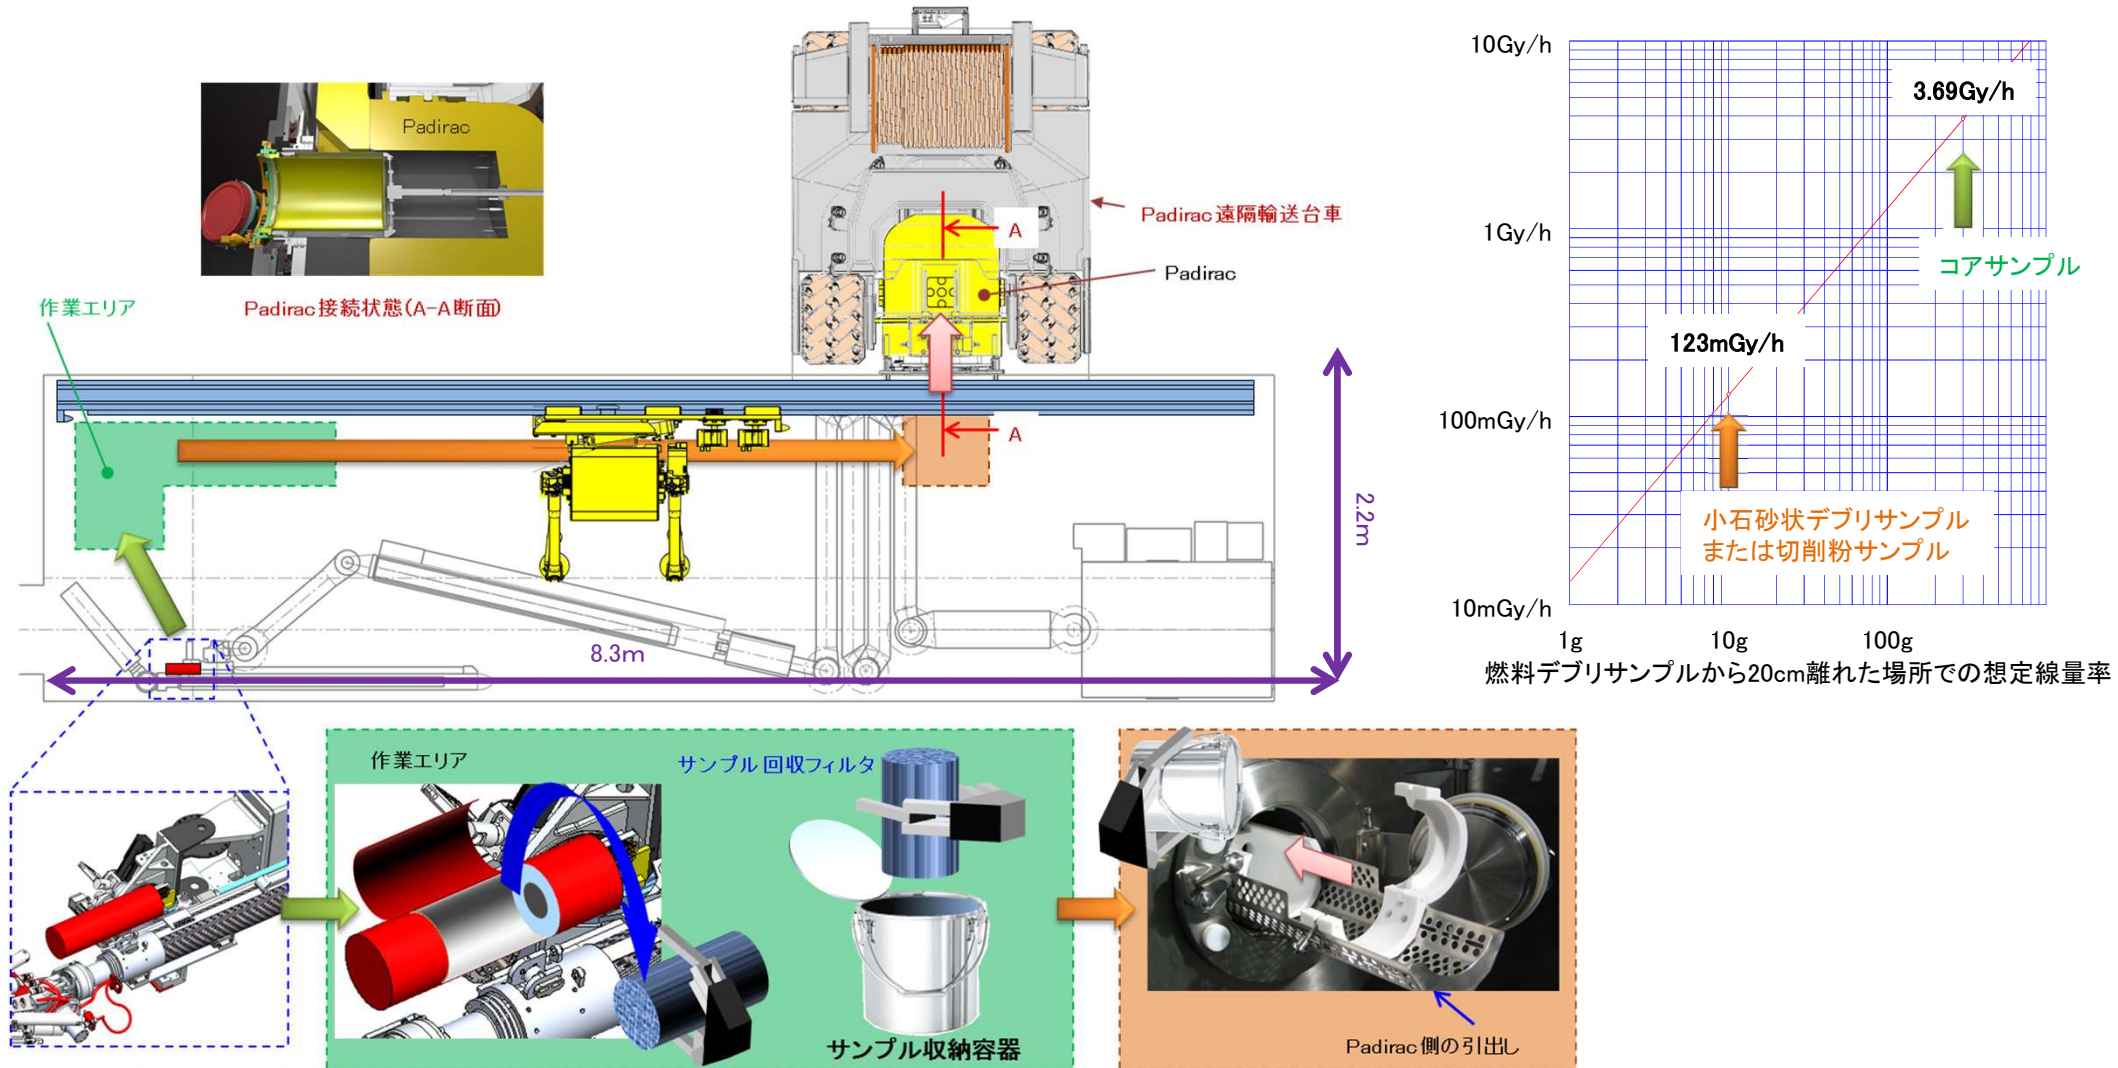 Padirac
Padirac接続状態(A-A断面)
作業エリア
A
A
Padirac遠隔輸送台車
Padirac
8.3m
2.2m
10Gy/h
1Gy/h
100mGy/h
10mGy/h
3.69Gy/h
コアサンプル
123mGy/h
小石砂状デブリサンプル
または切削粉サンプル
1g
10g
100g
燃料デブリサンプルから20cm離れた場所での想定線量率
作業エリア
サンプル回収フィルタ
サンプル収納容器
Padirac側の引出し